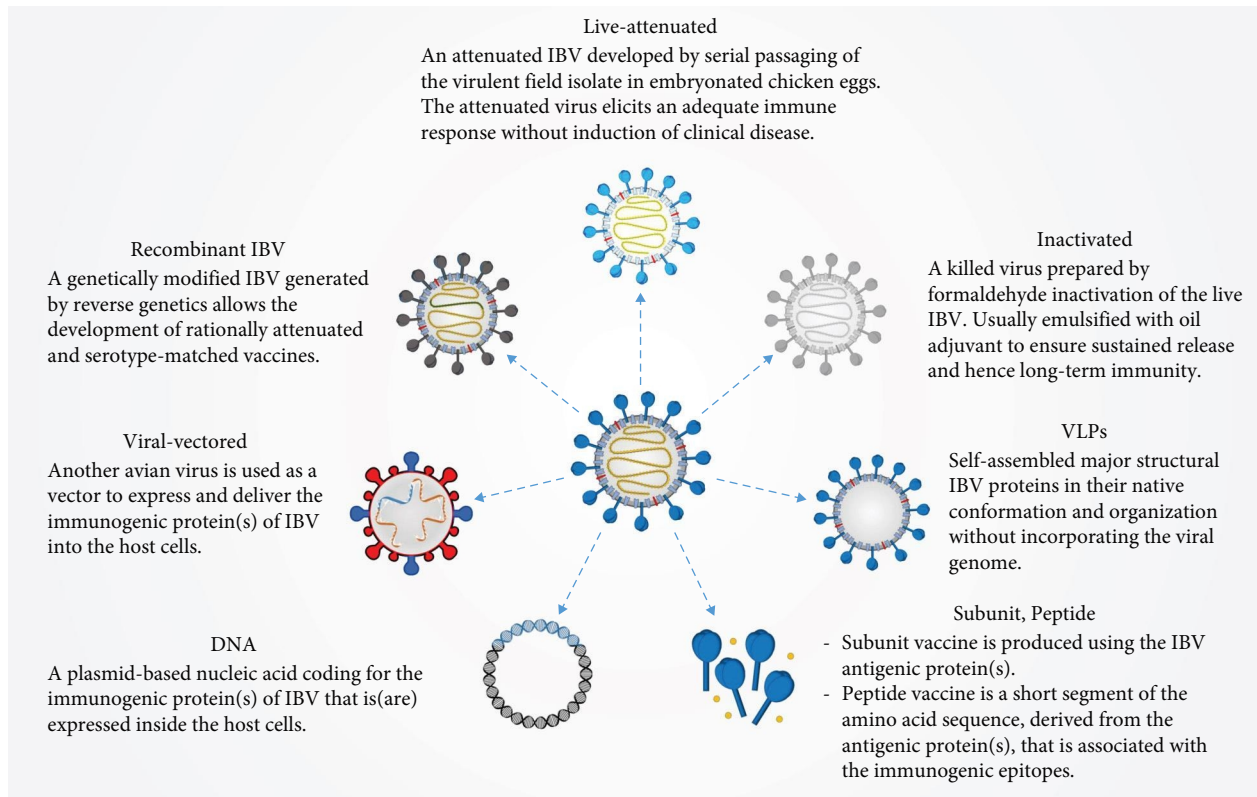 Live-attenuated
An attenuated IBV developed by serial passaging of
the virulent field isolate in embryonated chicken eggs.
The attenuated virus elicits an adequate immune
response without induction of clinical disease.
Recombinant IBV
A genetically modified IBV generated
by reverse genetics allows the
development of rationally attenuated
and serotype-matched vaccines.
Inactivated
A killed virus prepared by
formaldehyde inactivation of the live
IBV. Usually emulsified with oil
adjuvant to ensure sustained release
and hence long-term immunity.
Viral-vectored
Another avian virus is used as a
vector to express and deliver the
immunogenic protein(s) of IBV
into the host cells.
VLPs
Self-assembled major structural
IBV proteins in their native
conformation and organization
without incorporating the viral
genome.
DNA
A plasmid-based nucleic acid coding for the
immunogenic protein(s) of IBV that is(are)
expressed inside the host cells.
Subunit, Peptide
- Subunit vaccine is produced using the IBV
antigenic protein(s).
- Peptide vaccine is a short segment of the
amino acid sequence, derived from the
antigenic protein(s), that is associated with
the immunogenic epitopes.